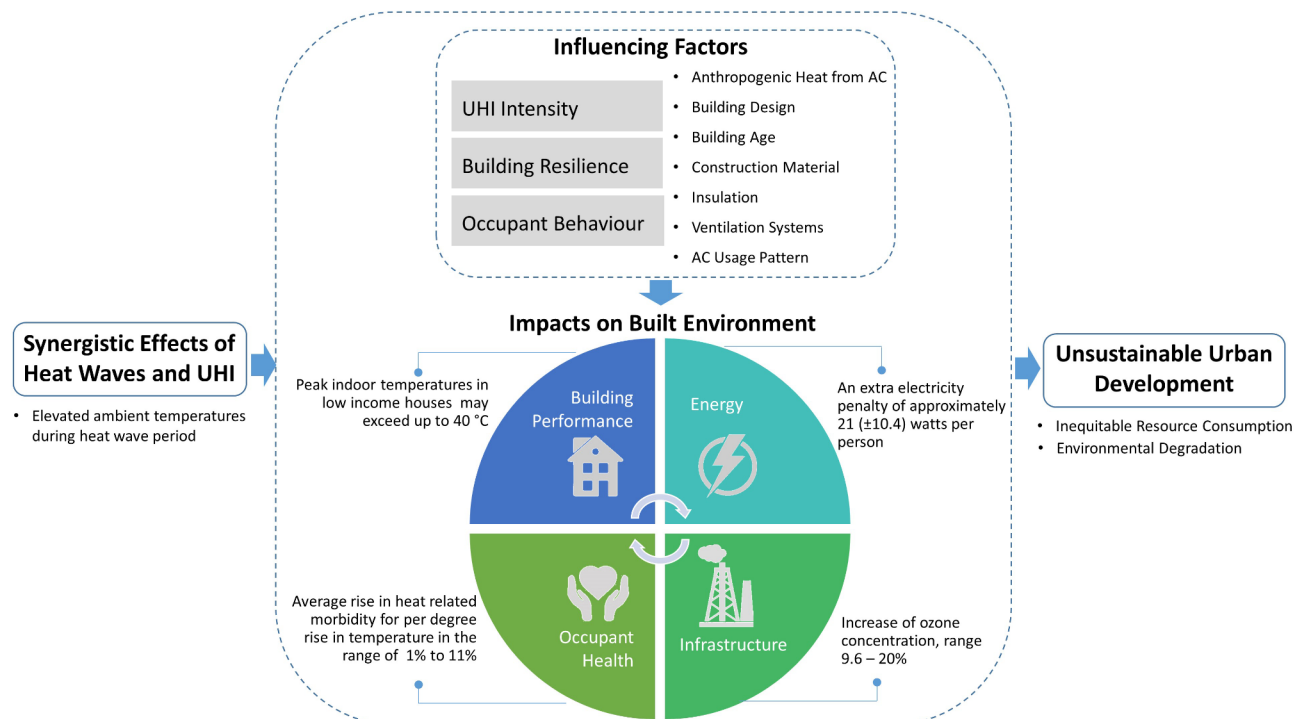 Influencing Factors
UHI Intensity
Building Resilience
Occupant Behaviour
• Anthropogenic Heat from AC
• Building Design
• Building Age
• Construction Material
• Insulation
• Ventilation Systems
• AC Usage Pattern
Synergistic Effects of
Heat Waves and UHI
• Elevated ambient temperatures
during heat wave period
Impacts on Built Environment
Peak indoor temperatures in
low income houses may
exceed up to 40 °C
Building
Performance
Energy
An extra electricity
penalty of approximately
21 (±10.4) watts per
person
Average rise in heat related
morbidity for per degree
rise in temperature in the
range of 1% to 11%
Occupant
Health
Infrastructure
Increase of ozone
concentration, range
9.6 – 20%
Unsustainable Urban
Development
• Inequitable Resource Consumption
• Environmental Degradation